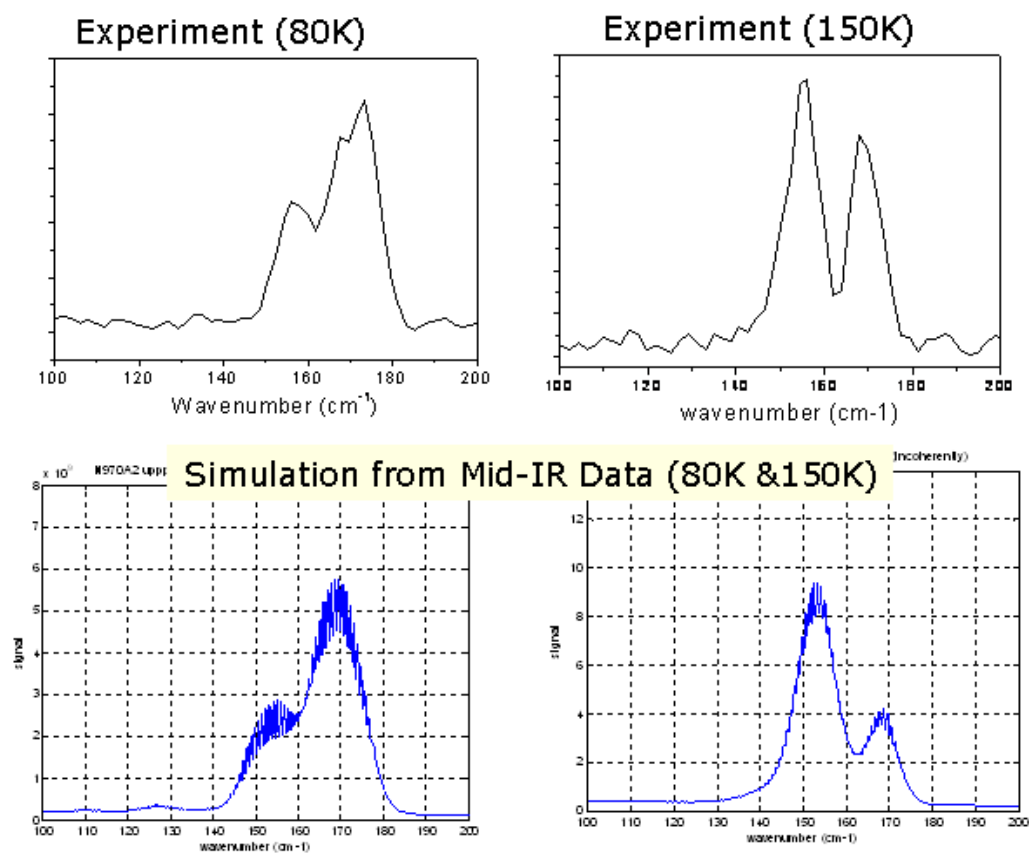 Experiment (80K)
Experiment (150K)
100 120 140 160 180 200
Wavenumber (cm-1)
100 120 140 160 180 200
wavenumber (cm-1)
Simulation from Mid-IR Data (80K &150K)
x 10
(Incoherently)
8
7
6
5
4
3
2
1
0
signal
100 110 120 130 140 150 160 170 180 190 200
wavenumber (cm-1)
12
10
8
6
4
2
0
signal
100 110 120 130 140 150 160 170 180 190 200
wavenumber (cm-1)